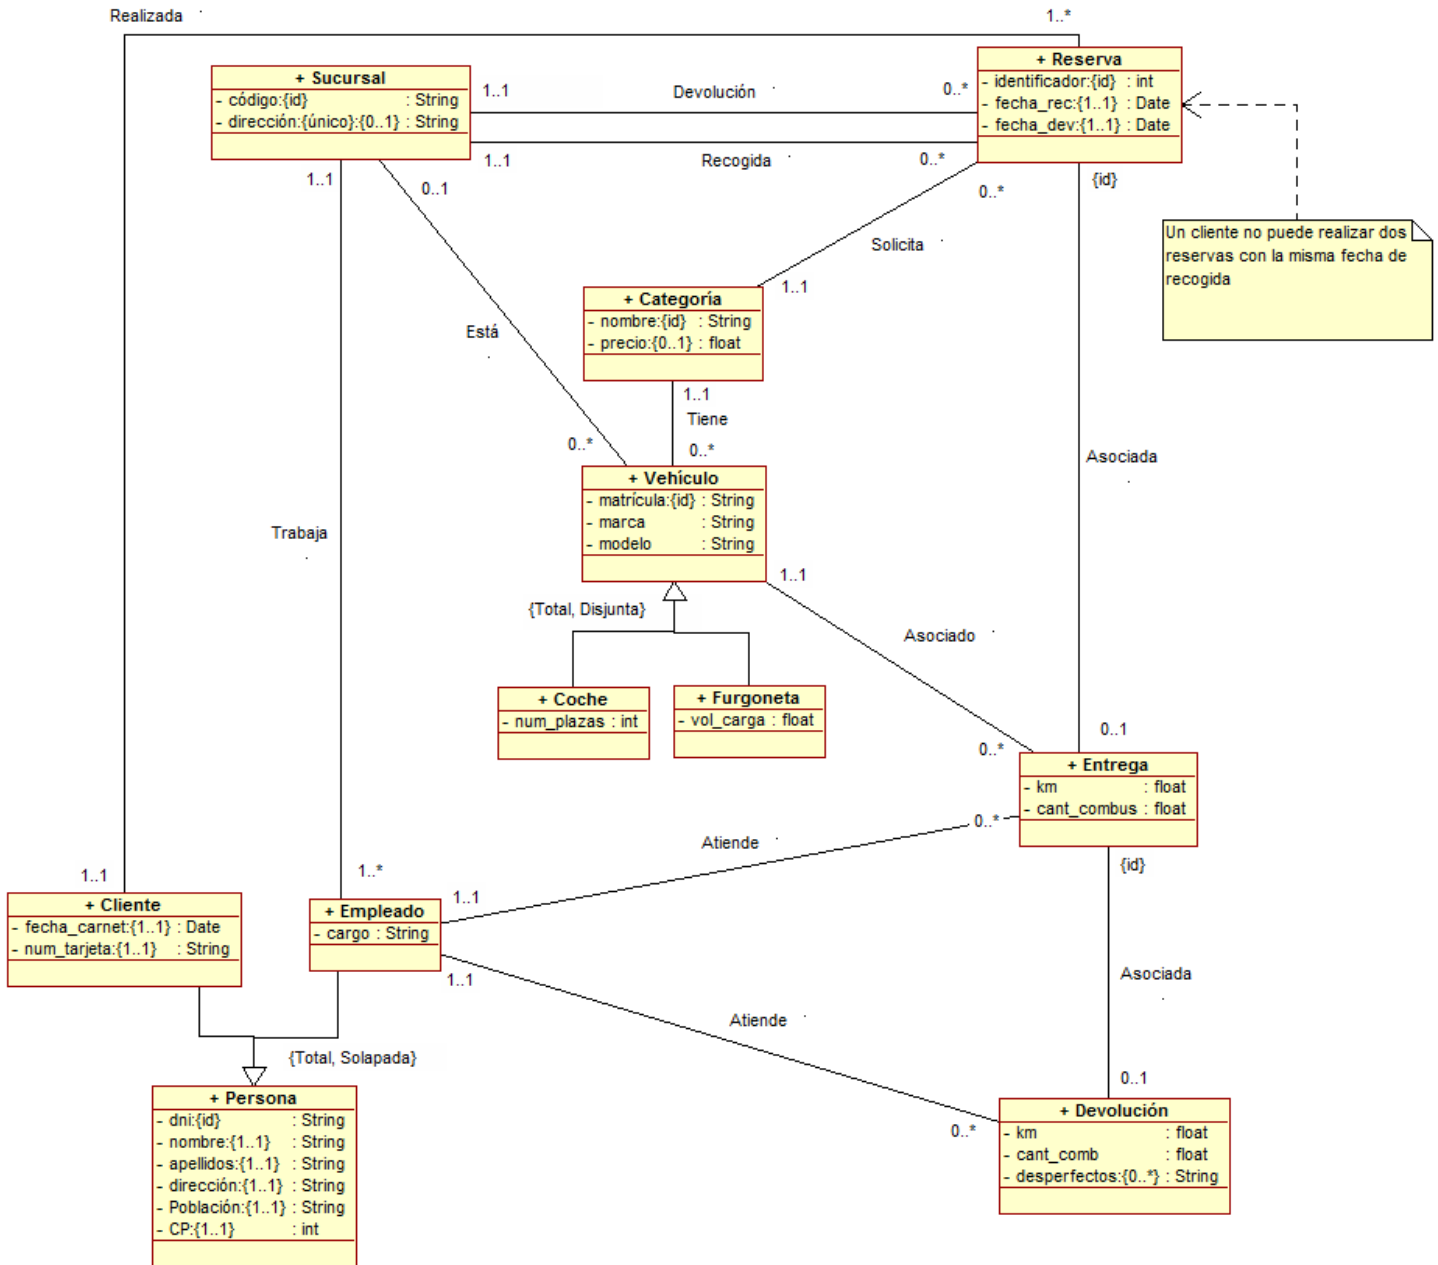 Realizada
1..*
+ Sucursal
- código:{id} : String
- dirección:{único}:{0..1} : String
1..1
Devolución
0..*
1..1
Recogida
0..*
+ Reserva
- identificador:{id} : int
- fecha_rec:{1..1} : Date
- fecha_dev:{1..1} : Date
1..1
0..1
0..*
{id}
Un cliente no puede realizar dos
reservas con la misma fecha de
recogida
Solicita
1..1
+ Categoría
- nombre:{id} : String
- precio:{0..1} : float
Está
1..1
Tiene
0..*
0..*
Asociada
+ Vehículo
- matrícula:{id} : String
- marca : String
- modelo : String
Trabaja
1..1
{Total, Disjunta}
Asociado
+ Coche
- num_plazas : int
+ Furgoneta
- vol_carga : float
0..1
0..*
+ Entrega
- km : float
- cant_combus : float
0..*
Atiende
{id}
1..1
1..*
1..1
+ Cliente
- fecha_carnet:{1..1} : Date
- num_tarjeta:{1..1} : String
+ Empleado
- cargo : String
1..1
Asociada
Atiende
{Total, Solapada}
0..1
0..*
+ Persona
- dni:{id} : String
- nombre:{1..1} : String
- apellidos:{1..1} : String
- dirección:{1..1} : String
- Población:{1..1} : String
- CP:{1..1} : int
+ Devolución
- km : float
- cant_comb : float
- desperfectos:{0..*} : String